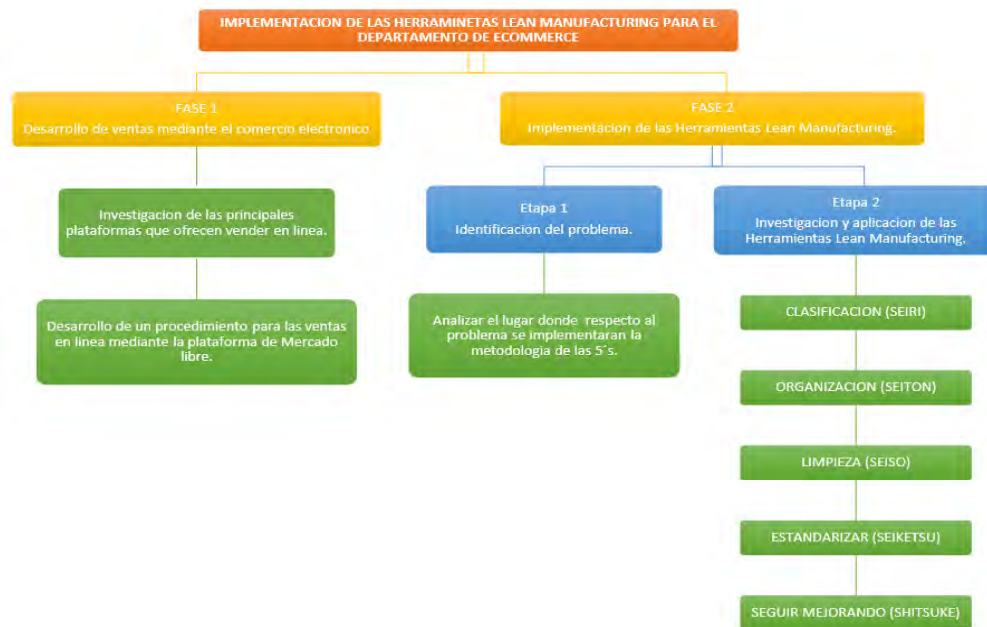 IMPLEMENTACION DE LAS HERRAMINETAS LEAN MANUFACTURING PARA EL
DEPARTAMENTO DE ECOMMERCE
FASE 1
Desarrollo de ventas mediante el comercio electronico
FASE 2
Implementacion de las Herramientas Lean Manufacturing.
Investigacion de las principales
plataformas que ofrecen vender en linea.
Desarrollo de un procedimiento para las ventas
en linea mediante la plataforma de Mercado
libre.
Etapa 1
Identificacion del problema.
Analizar el lugar donde respecto al
problema se implementaran la
metodologia de las 5´s.
Etapa 2
Investigacion y aplicacion de las
Herramientas Lean Manufacturing.
CLASIFICACION (SEIRI)
ORGANIZACION (SEITON)
LIMPIEZA (SEISO)
ESTANDARIZAR (SEIKETSU)
SEGUIR MEJORANDO (SHITSUKE)